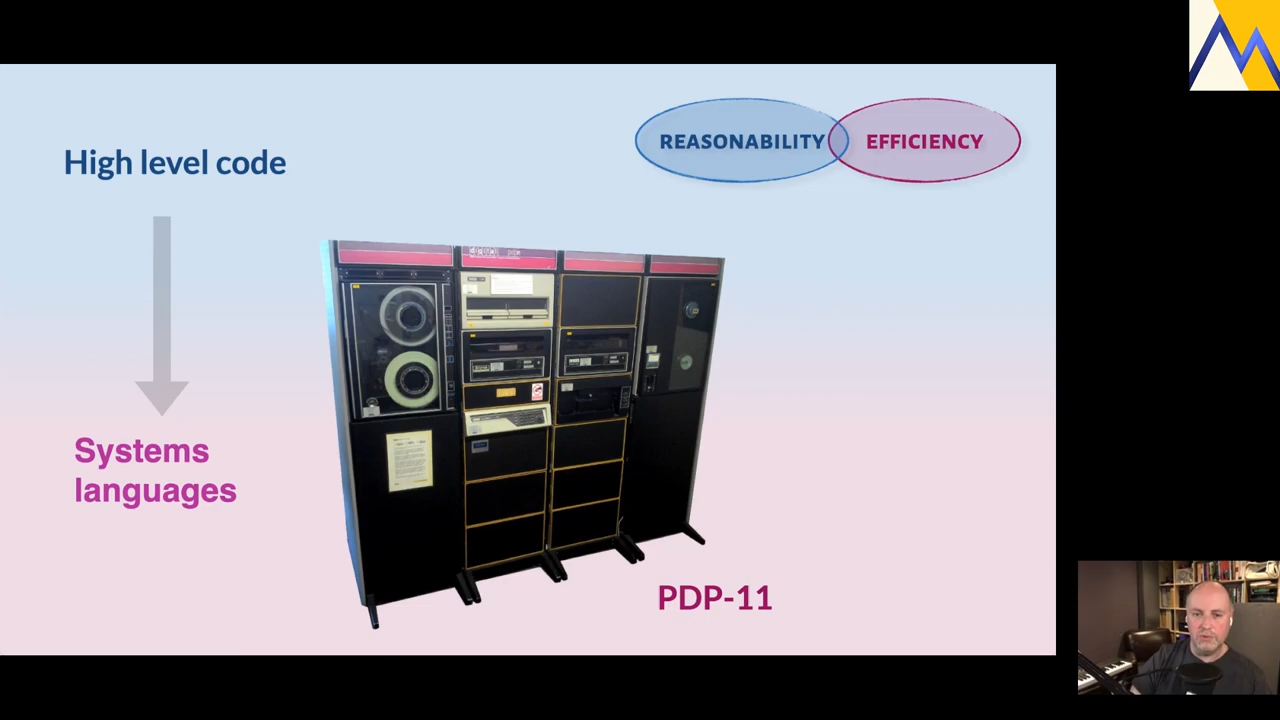 REASONABILITY
EFFICIENCY
High level code
Systems
languages
PDP-11